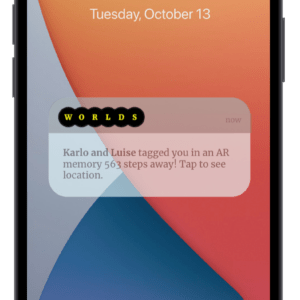 Tuesday, October 13
WORLDS
now
Karlo and Luise tagged you in an AR
memory 563 steps away! Tap to see
location.